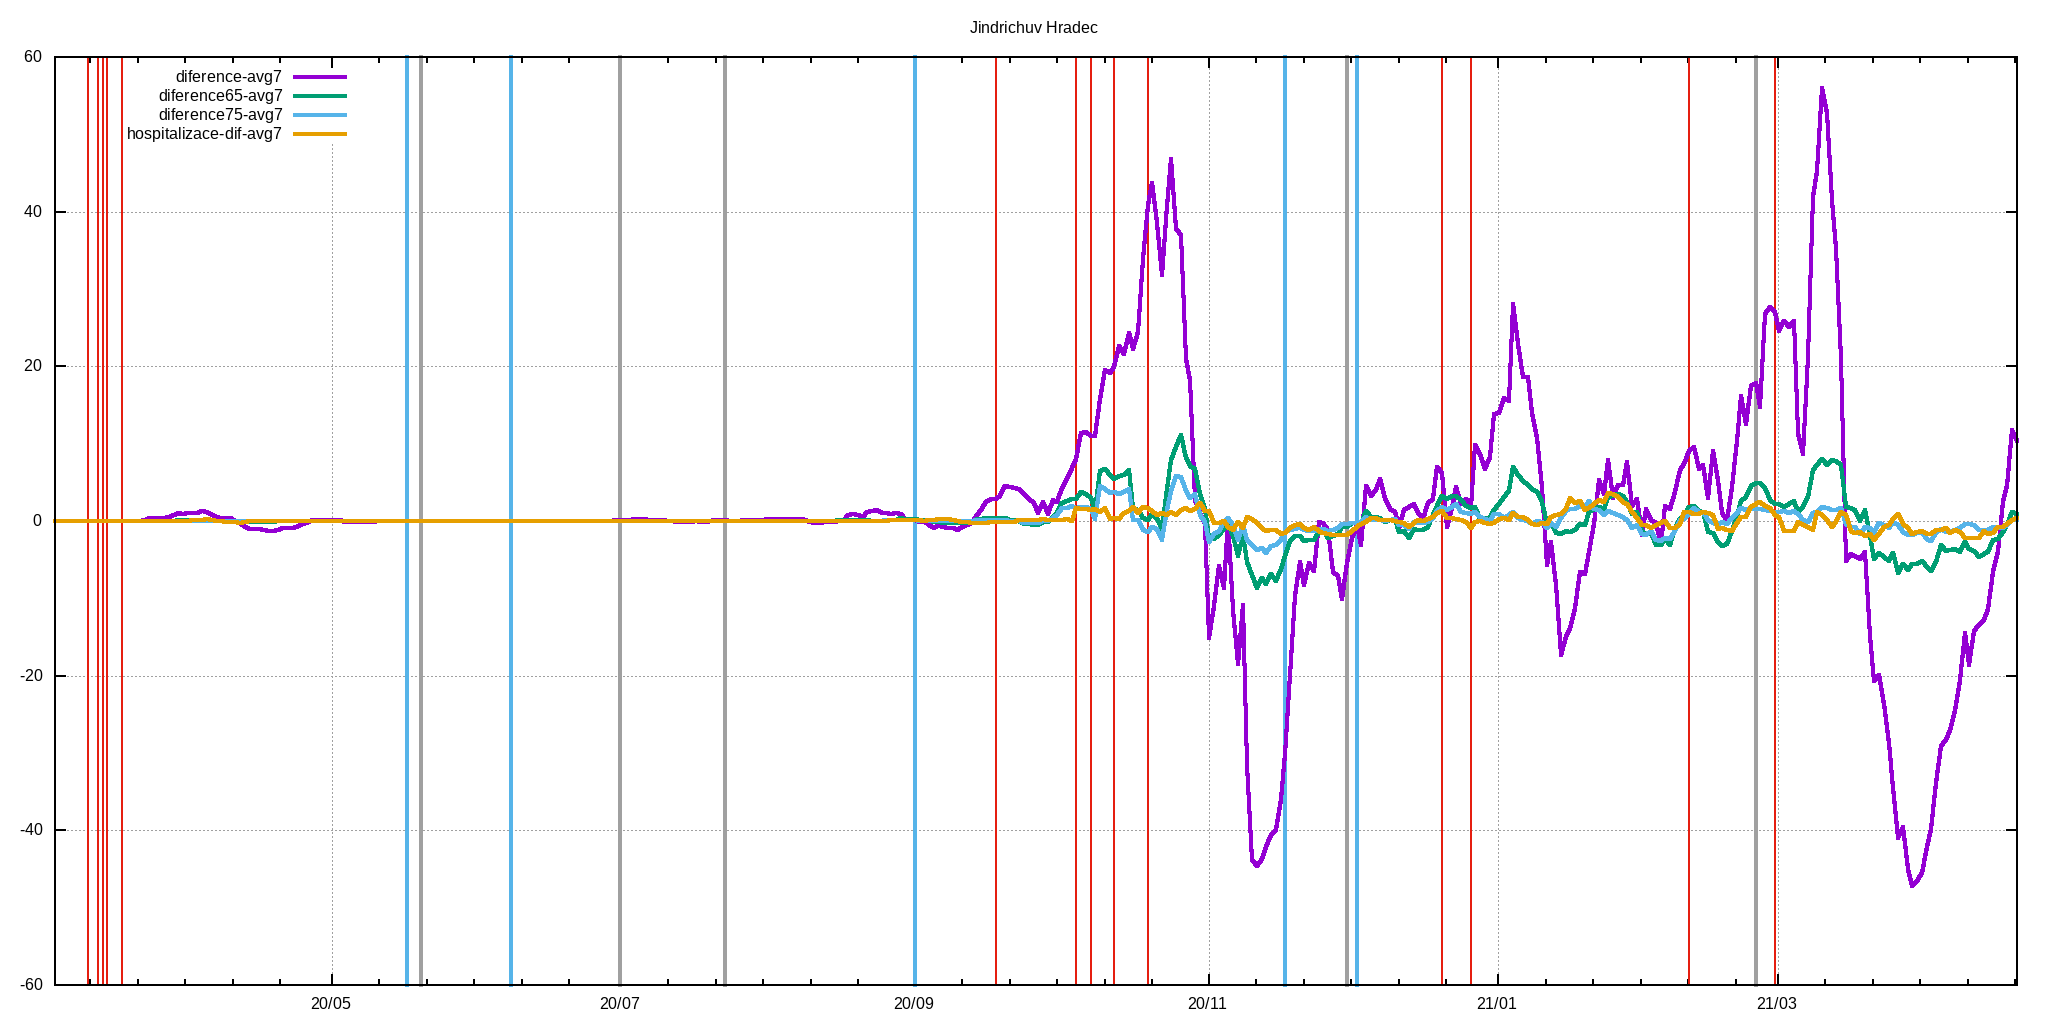 Jindrichuv Hradec
60
diference-avg7
diference65-avg7
diference75-avg7
hospitalizace-dif-avg7
40
20
0
-20
-40
-60
20/05
20/07
20/09
20/11
21/01
21/03